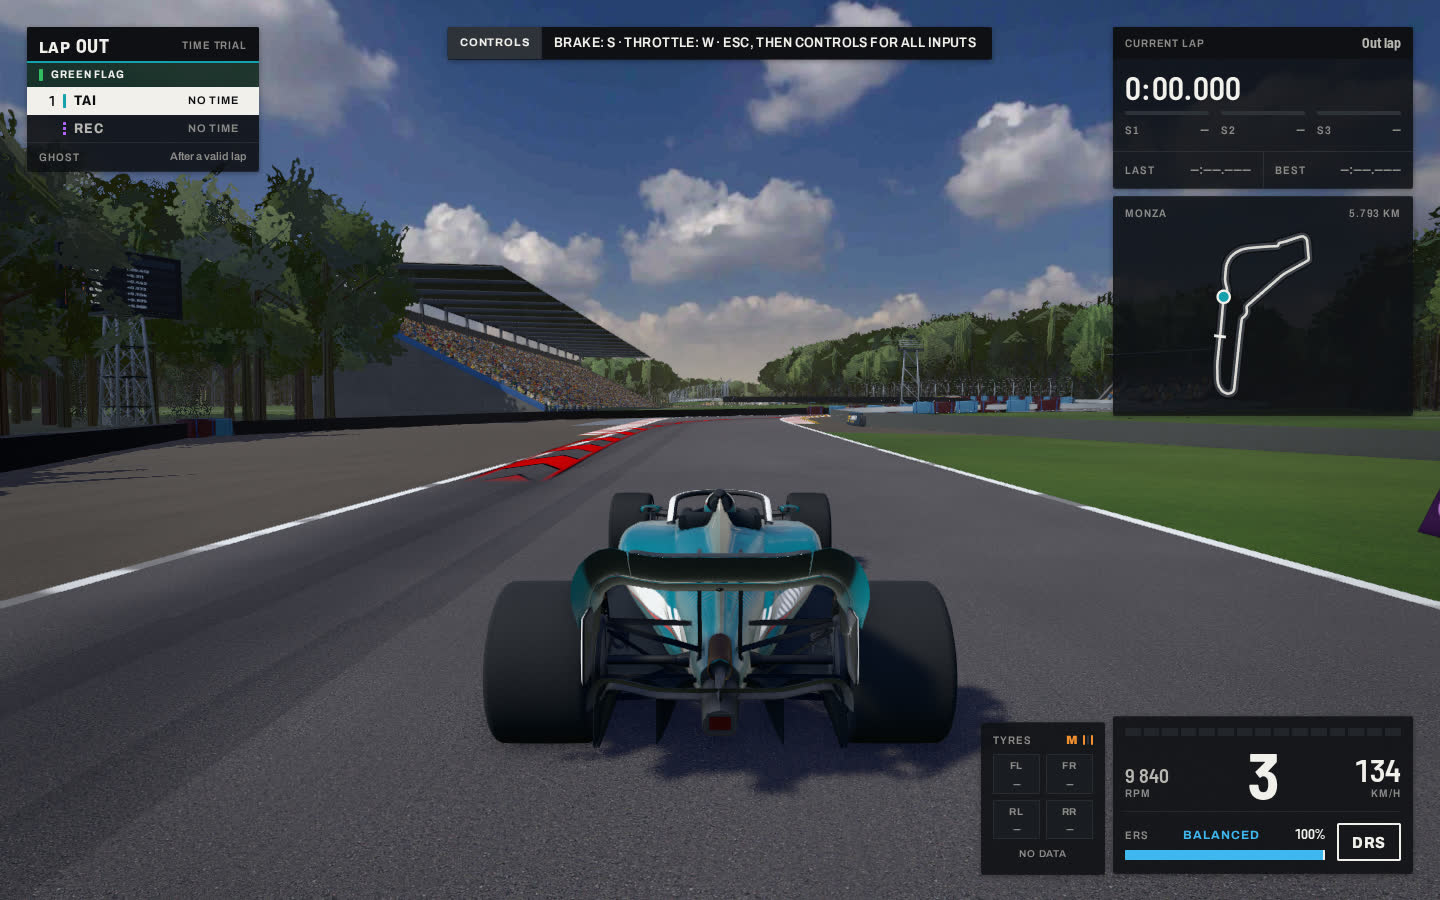 LAP OUT TIME TRIAL
GREEN FLAG
1 TAI NO TIME
REC NO TIME
GHOST After a valid lap
CONTROLS BRAKE: S · THROTTLE: W · ESC, THEN CONTROLS FOR ALL INPUTS
CURRENT LAP Out lap
0:00.000
S1 – S2 – S3 –
LAST –:––.––– BEST –:––.–––
MONZA 5.793 KM
TYRES M
FL – FR –
RL – RR –
NO DATA
9 840 RPM
3
134 KM/H
ERS BALANCED 100%
DRS